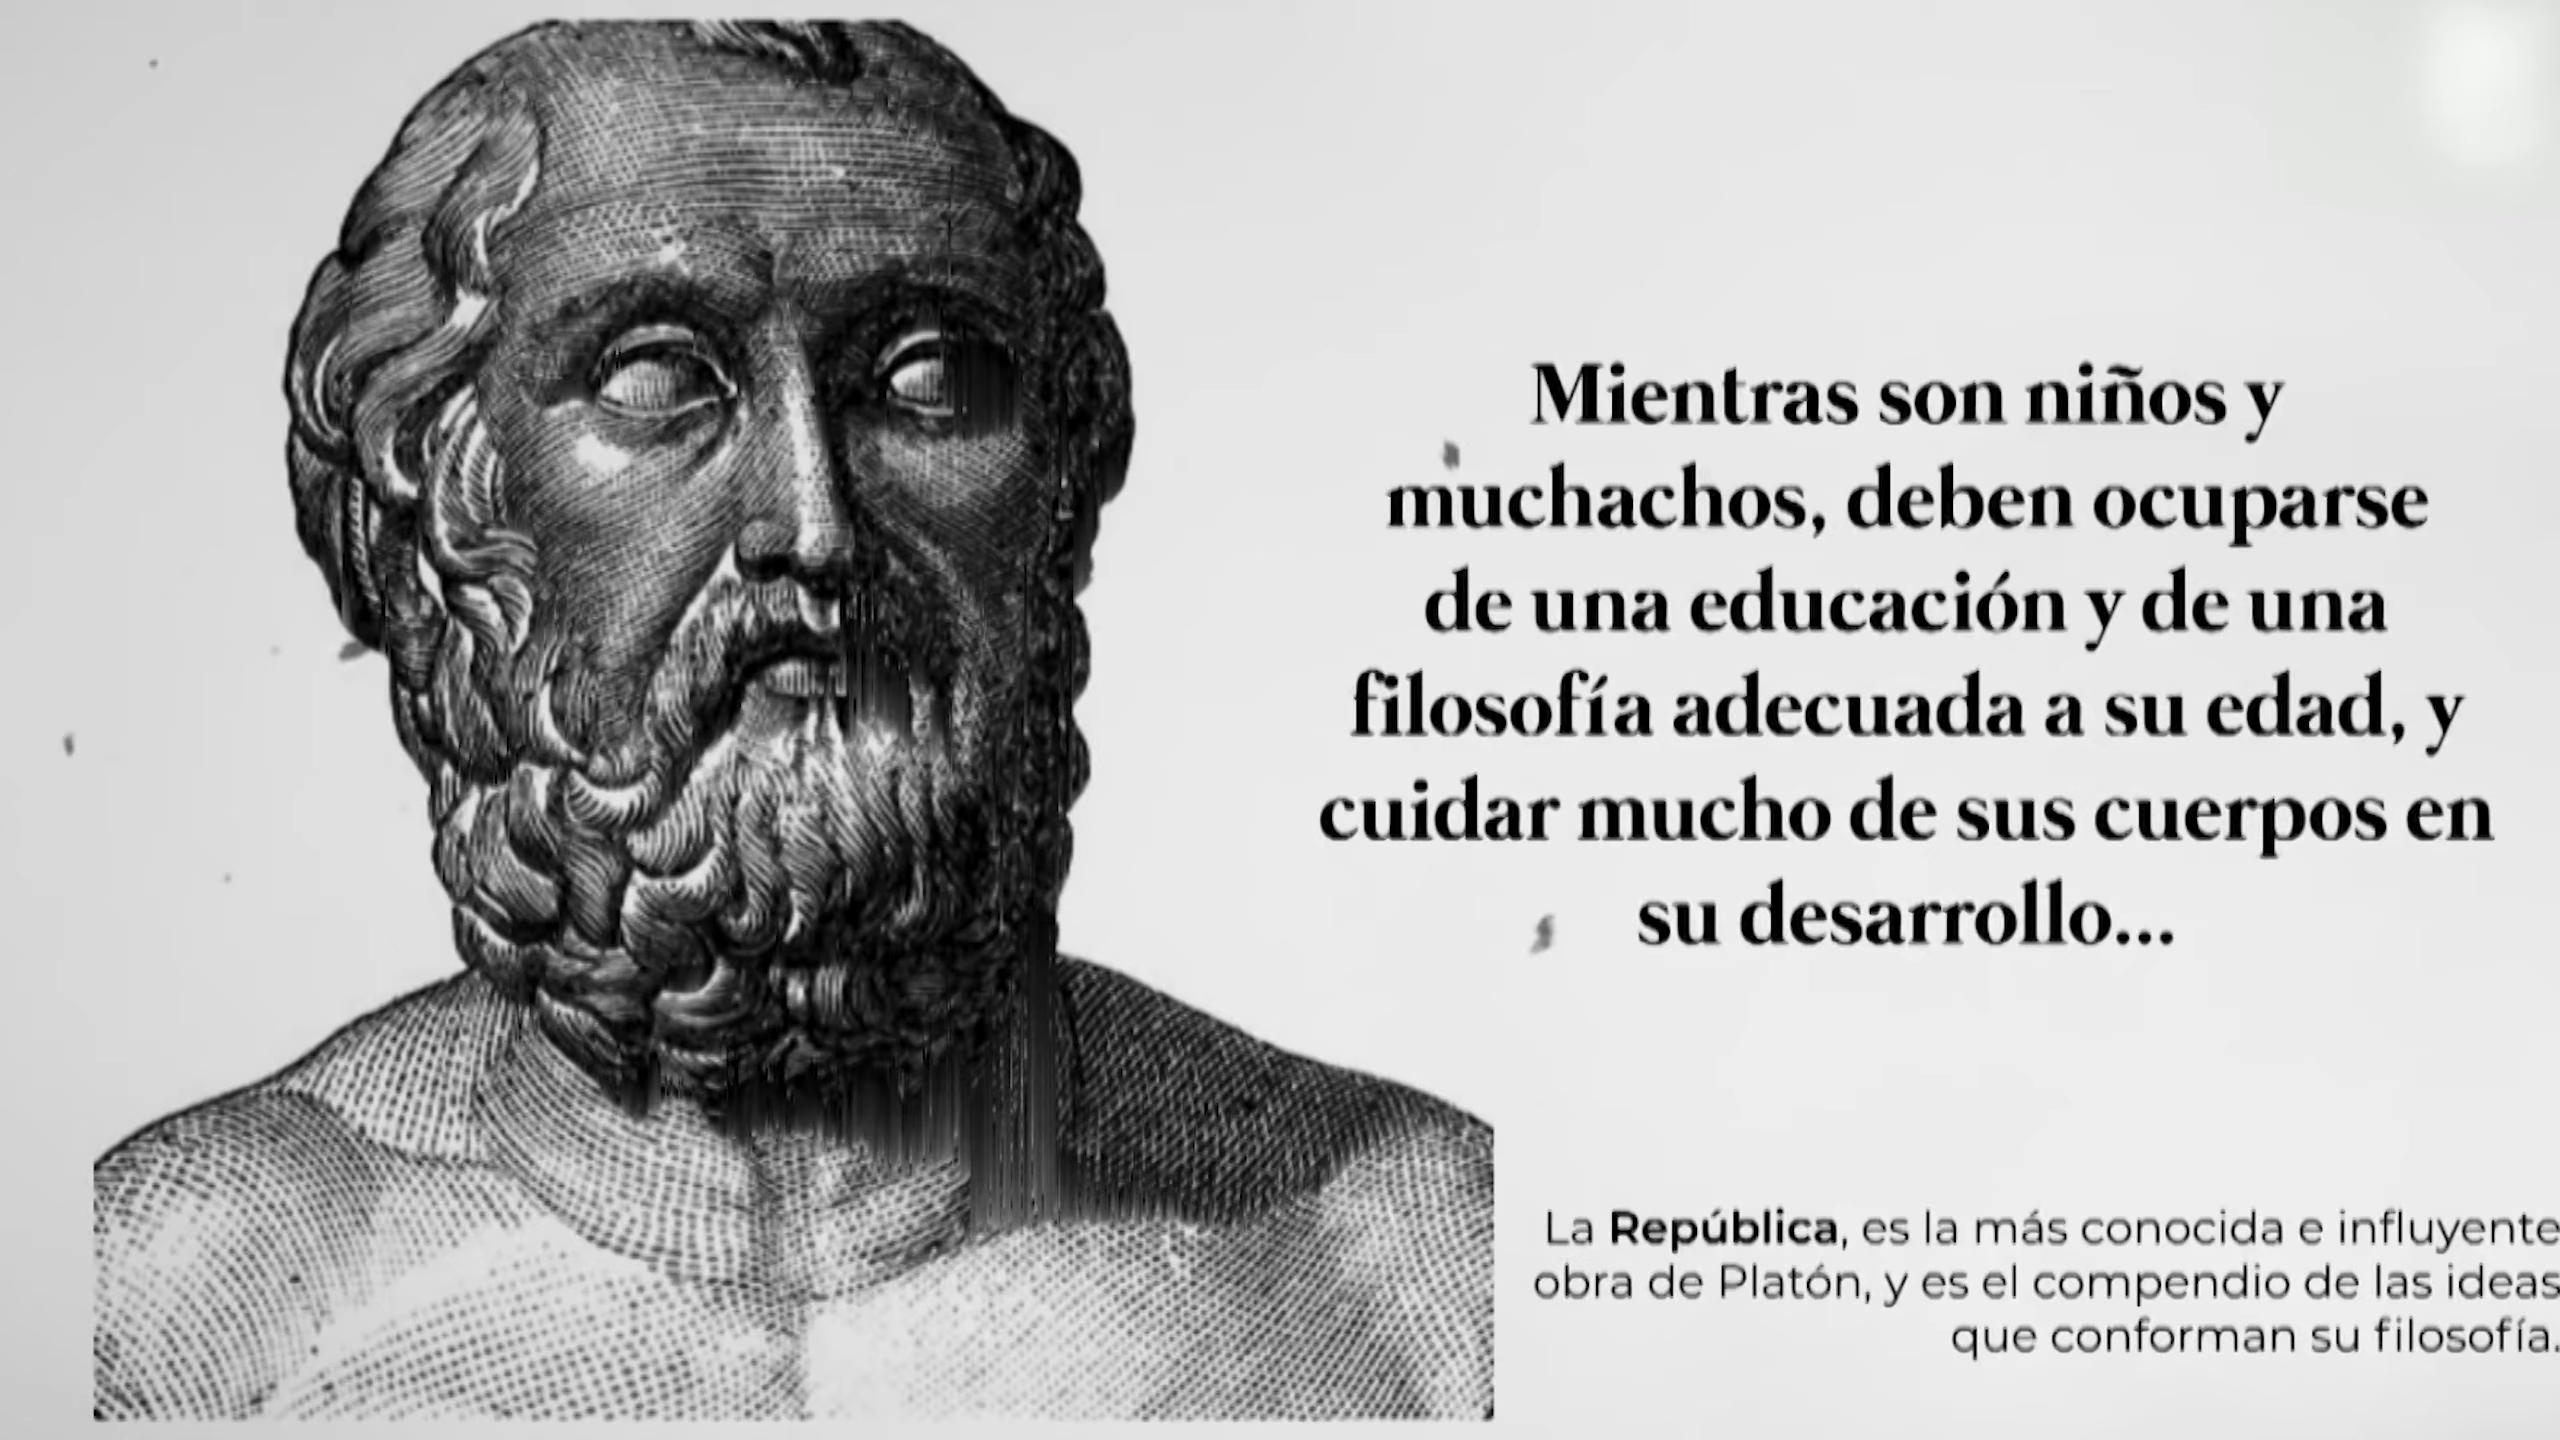 Mientras son niños y
muchachos, deben ocuparse
de una educación y de una
filosofía adecuada a su edad, y
cuidar mucho de sus cuerpos en
su desarrollo...
La República, es la más conocida e influyente
obra de Platón, y es el compendio de las ideas
que conforman su filosofía.